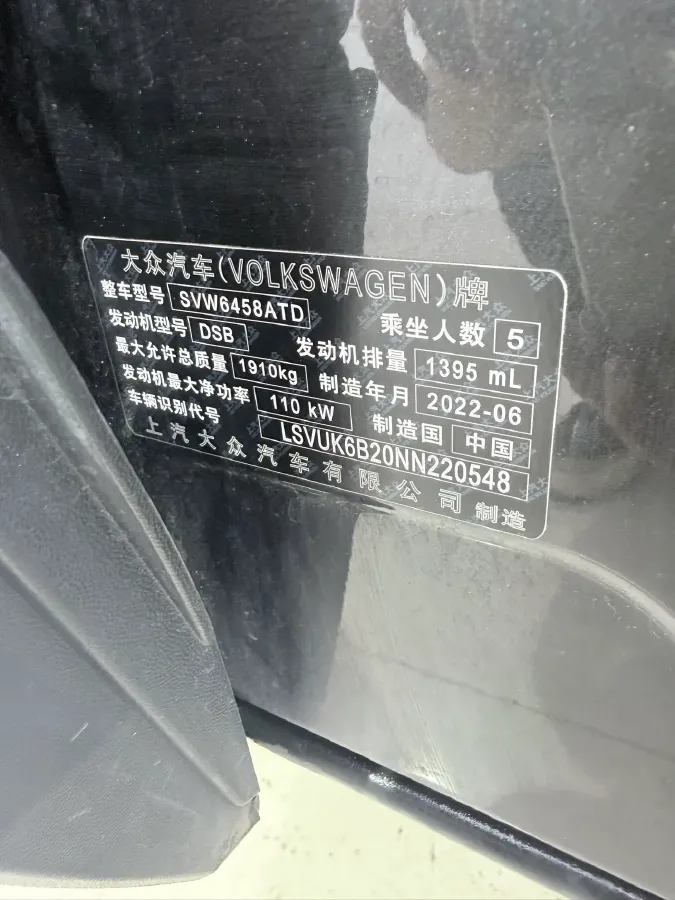 大众汽车(VOLKSWAGEN)牌
整车型号 SVW6458ATD 乘坐人数 5
发动机型号 DSB 发动机排量 1395 mL
最大允许总质量 1910kg 制造年月 2022-06
发动机最大净功率 110 kW 制造国 中国
车辆识别代号 LSVUK6B20NN220548
上汽大众汽车有限公司 制造